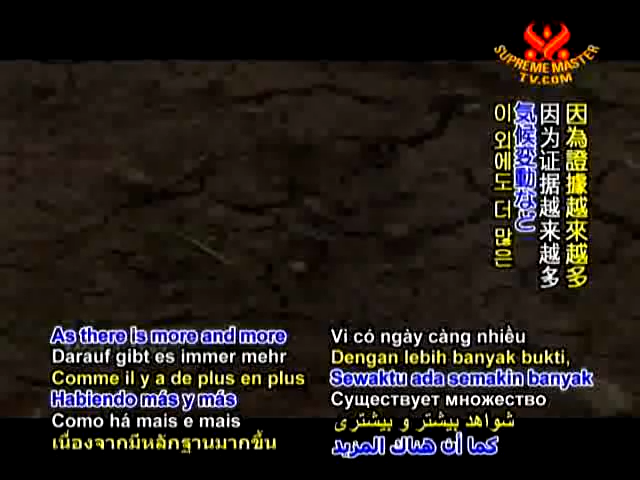 SUPREME MASTER
TV.COM
因為證據越來越多
因为证据越来越多
気候変動など
이 외에도 더 많은
As there is more and more
Darauf gibt es immer mehr
Comme il y a de plus en plus
Habiendo más y más
Como há mais e mais
เนื่องจากมีหลักฐานมากขึ้น
Vì có ngày càng nhiều
Dengan lebih banyak bukti,
Sewaktu ada semakin banyak
Существует множество
شواهد بیشتر و بیشتری
كما أن هناك المزيد